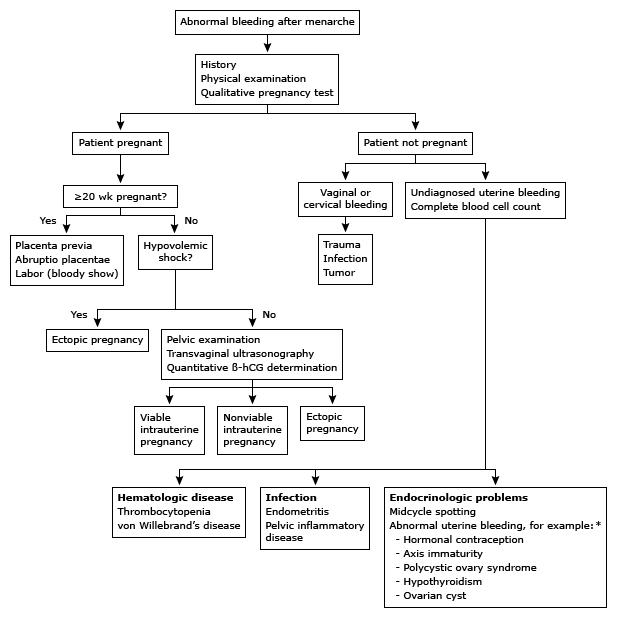 Abnormal bleeding after menarche
History
Physical examination
Qualitative pregnancy test
Patient pregnant
Patient not pregnant
≥20 wk pregnant?
Vaginal or
cervical bleeding
Undiagnosed uterine bleeding
Complete blood cell count
Yes
No
Placenta previa
Abruptio placentae
Labor (bloody show)
Hypovolemic
shock?
Trauma
Infection
Tumor
Yes
No
Ectopic pregnancy
Pelvic examination
Transvaginal ultrasonography
Quantitative ß-hCG determination
Viable
intrauterine
pregnancy
Nonviable
intrauterine
pregnancy
Ectopic
pregnancy
Hematologic disease
Thrombocytopenia
von Willebrand's disease
Infection
Endometritis
Pelvic inflammatory
disease
Endocrinologic problems
Midcycle spotting
Abnormal uterine bleeding, for example:*
- Hormonal contraception
- Axis immaturity
- Polycystic ovary syndrome
- Hypothyroidism
- Ovarian cyst